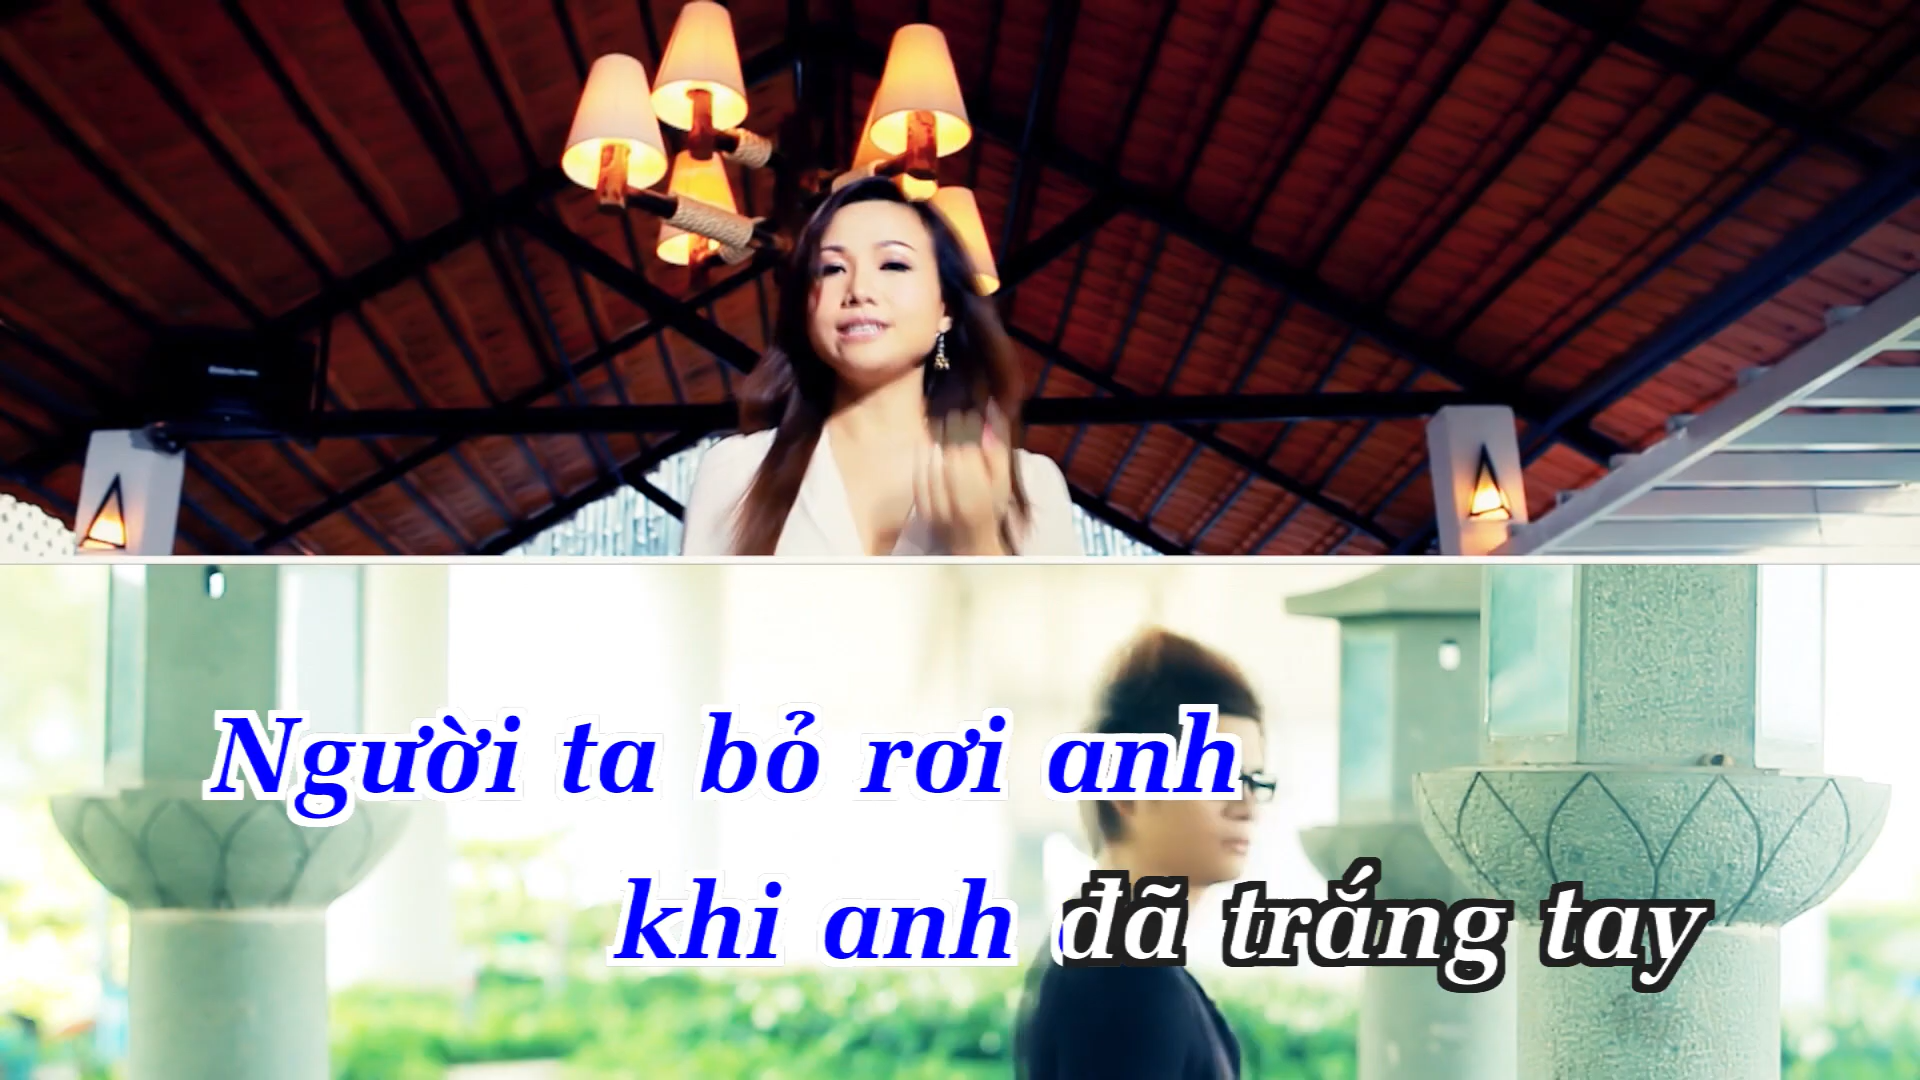 Người ta bỏ rơi anh
khi anh đã trắng tay